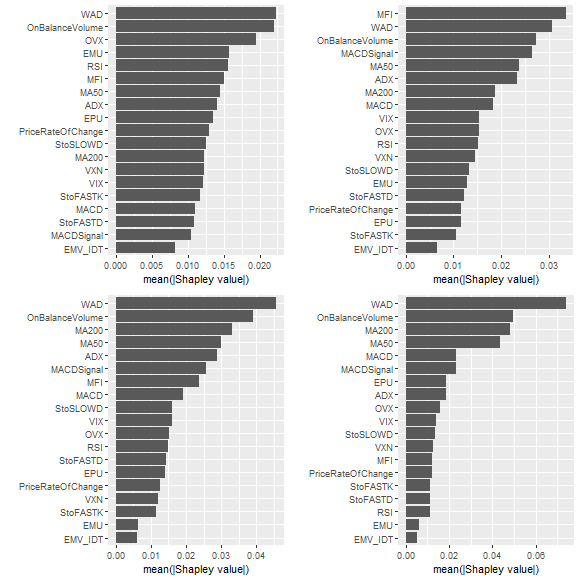 WAD
OnBalanceVolume
OVX
EMU
RSI
MFI
MA50
ADX
EPU
PriceRateOfChange
StoSLOWD
MA200
VXN
VIX
StoFASTK
MACD
StoFASTD
MACDSignal
EMV_IDT
0.000 0.005 0.010 0.015 0.020
mean(|Shapley value|)
MFI
WAD
OnBalanceVolume
MACDSignal
MA50
ADX
MA200
MACD
VIX
OVX
RSI
VXN
StoSLOWD
EMU
StoFASTD
PriceRateOfChange
EPU
StoFASTK
EMV_IDT
0.00 0.01 0.02 0.03
mean(|Shapley value|)
WAD
OnBalanceVolume
MA200
MA50
ADX
MACDSignal
MFI
MACD
StoSLOWD
VIX
OVX
RSI
StoFASTD
EPU
PriceRateOfChange
VXN
StoFASTK
EMU
EMV_IDT
0.00 0.01 0.02 0.03 0.04
mean(|Shapley value|)
WAD
OnBalanceVolume
MA200
MA50
MACD
MACDSignal
EPU
ADX
OVX
VIX
StoSLOWD
VXN
MFI
PriceRateOfChange
StoFASTK
StoFASTD
RSI
EMU
EMV_IDT
0.00 0.02 0.04 0.06
mean(|Shapley value|)